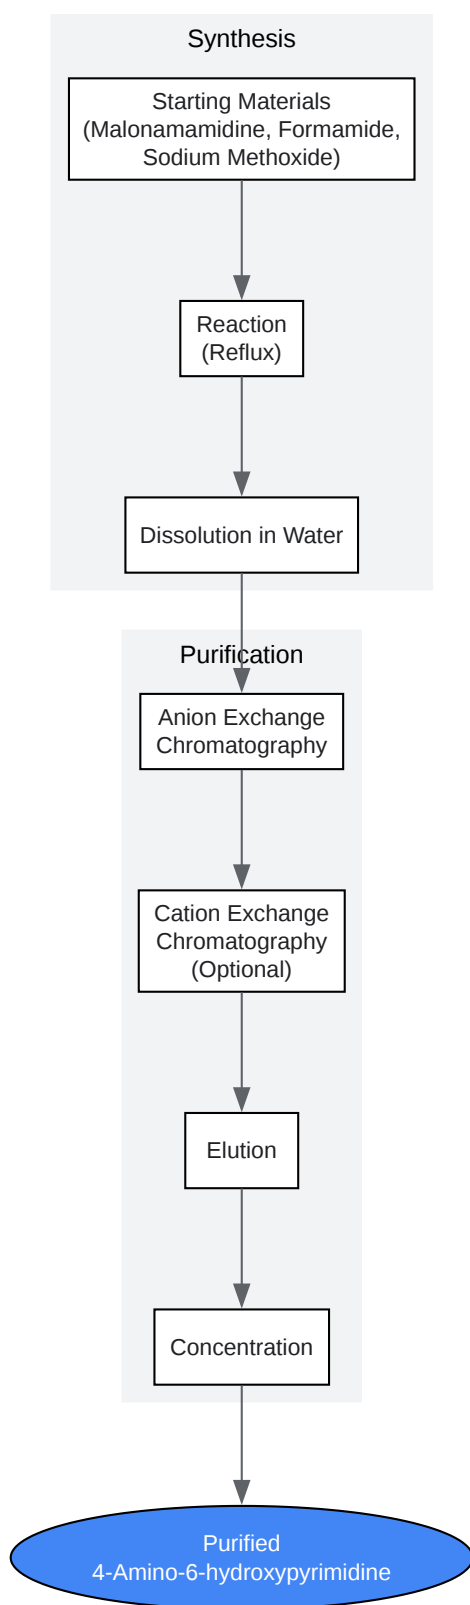 Synthesis
Starting Materials
(Malonamamidine, Formamide,
Sodium Methoxide)
Reaction
(Reflux)
Dissolution in Water
Purification
Anion Exchange
Chromatography
Cation Exchange
Chromatography
(Optional)
Elution
Concentration
Purified
4-Amino-6-hydroxypyrimidine